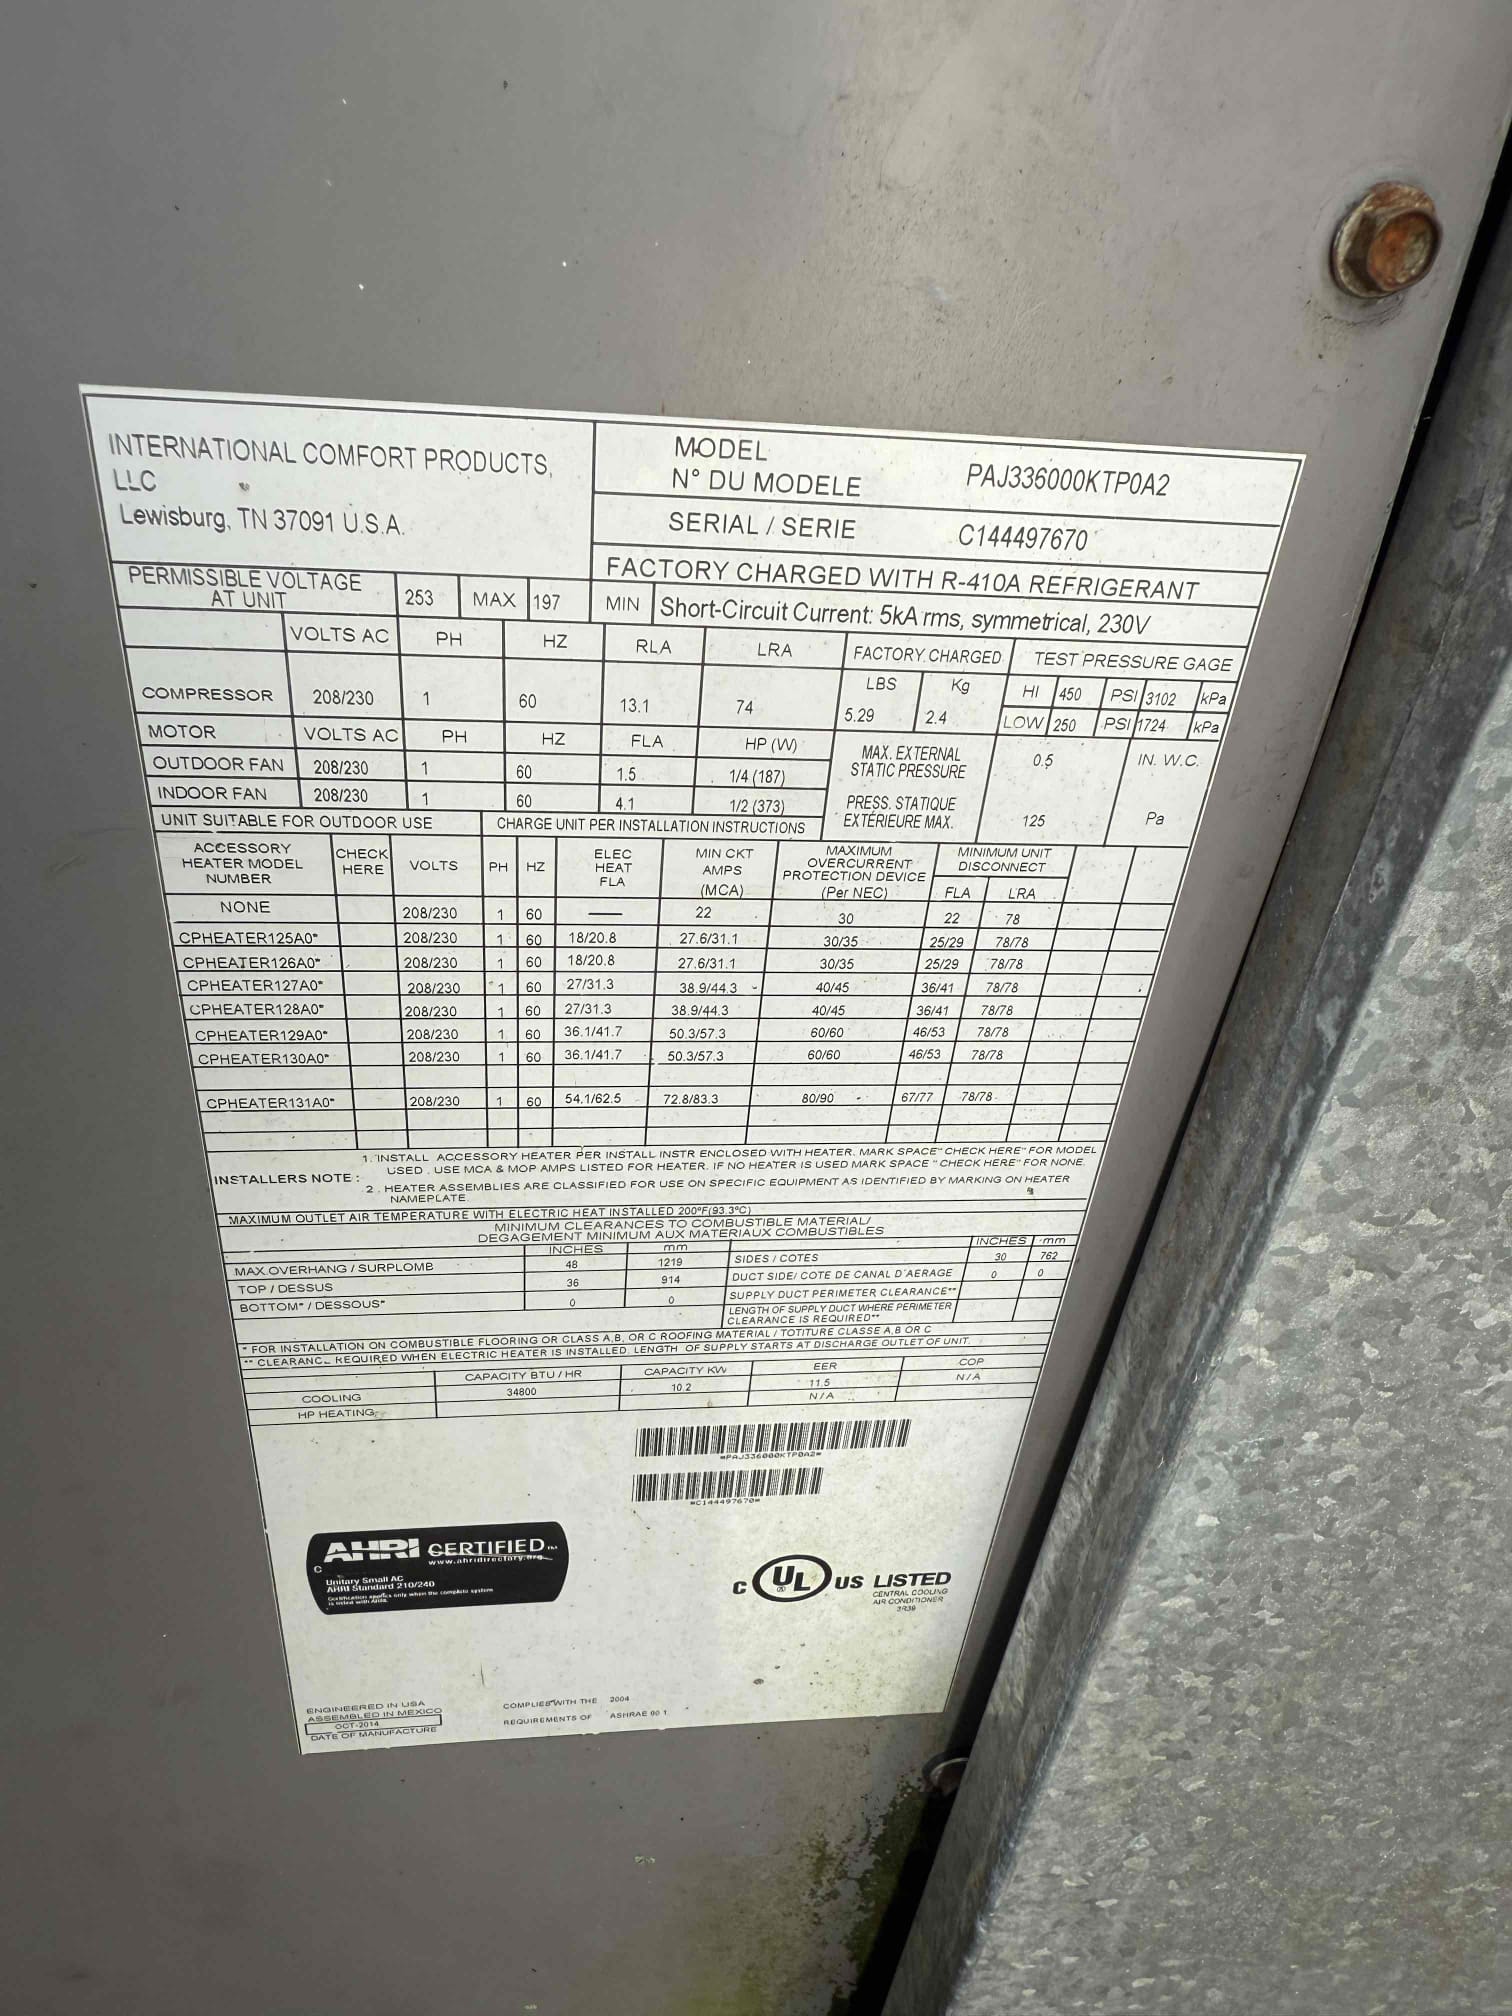 INTERNATIONAL COMFORT PRODUCTS,
LLC
Lewisburg, TN 37091 U.S.A.
MODEL
N° DU MODELE PAJ336000KTP0A2
SERIAL / SERIE C144497670
FACTORY CHARGED WITH R-410A REFRIGERANT
PERMISSIBLE VOLTAGE
AT UNIT 253 MAX 197 MIN Short-Circuit Current: 5kA rms, symmetrical, 230V
VOLTS AC PH HZ RLA LRA FACTORY CHARGED TEST PRESSURE GAGE
COMPRESSOR 208/230 1 60 13.1 74
LBS Kg
5.29 2.4
HI 450 PSI 3102 kPa
LOW 250 PSI 1724 kPa
MOTOR VOLTS AC PH HZ FLA HP (W)
OUTDOOR FAN 208/230 1 60 1.5 1/4 (187)
INDOOR FAN 208/230 1 60 4.1 1/2 (373)
MAX. EXTERNAL
STATIC PRESSURE 0.5 IN. W.C.
PRESS. STATIQUE
EXTERIEURE MAX. 125 Pa
UNIT SUITABLE FOR OUTDOOR USE CHARGE UNIT PER INSTALLATION INSTRUCTIONS
ACCESSORY
HEATER MODEL
NUMBER
CHECK
HERE
VOLTS PH HZ
ELEC
HEAT
FLA
MIN CKT
AMPS
(MCA)
MAXIMUM
OVERCURRENT
PROTECTION DEVICE
(Per NEC)
MINIMUM UNIT
DISCONNECT
FLA LRA
NONE 208/230 1 60 — 22 30 22 78
CPHEATER125A0* 208/230 1 60 18/20.8 27.6/31.1 30/35 25/29 78/78
CPHEATER126A0* 208/230 1 60 18/20.8 27.6/31.1 30/35 25/29 78/78
CPHEATER127A0* 208/230 1 60 27/31.3 38.9/44.3 40/45 36/41 78/78
CPHEATER128A0* 208/230 1 60 27/31.3 38.9/44.3 40/45 36/41 78/78
CPHEATER129A0* 208/230 1 60 36.1/41.7 50.3/57.3 60/60 46/53 78/78
CPHEATER130A0* 208/230 1 60 36.1/41.7 50.3/57.3 60/60 46/53 78/78
CPHEATER131A0* 208/230 1 60 54.1/62.5 72.8/83.3 80/90 67/77 78/78
INSTALLERS NOTE :
1. INSTALL ACCESSORY HEATER PER INSTALL INSTR ENCLOSED WITH HEATER. MARK SPACE "CHECK HERE" FOR MODEL
USED . USE MCA & MOP AMPS LISTED FOR HEATER. IF NO HEATER IS USED MARK SPACE "CHECK HERE" FOR NONE.
2 . HEATER ASSEMBLIES ARE CLASSIFIED FOR USE ON SPECIFIC EQUIPMENT AS IDENTIFIED BY MARKING ON HEATER
NAMEPLATE.
MAXIMUM OUTLET AIR TEMPERATURE WITH ELECTRIC HEAT INSTALLED 200°F(93.3°C)
MINIMUM CLEARANCES TO COMBUSTIBLE MATERIAL/
DEGAGEMENT MINIMUM AUX MATERIAUX COMBUSTIBLES
INCHES mm INCHES mm
MAX.OVERHANG / SURPLOMB 48 1219 SIDES / COTES 30 762
TOP / DESSUS 36 914 DUCT SIDE/ COTE DE CANAL D'AERAGE 0 0
BOTTOM* / DESSOUS* 0 0 SUPPLY DUCT PERIMETER CLEARANCE**
LENGTH OF SUPPLY DUCT WHERE PERIMETER
CLEARANCE IS REQUIRED**
* FOR INSTALLATION ON COMBUSTIBLE FLOORING OR CLASS A,B, OR C ROOFING MATERIAL / TOTITURE CLASSE A,B OR C
** CLEARANCE REQUIRED WHEN ELECTRIC HEATER IS INSTALLED. LENGTH OF SUPPLY STARTS AT DISCHARGE OUTLET OF UNIT.
CAPACITY BTU / HR CAPACITY KW EER COP
COOLING 34800 10.2 11.5 N/A
HP HEATING N/A
*PAJ336000KTP0A2*
*C144497670*
AHRI CERTIFIED™
www.ahridirectory.org
C
Unitary Small AC
AHRI Standard 210/240
Certification applies only when the complete system
is listed with AHRI.
C UL ® US LISTED
CENTRAL COOLING
AIR CONDITIONER
3R39
ENGINEERED IN USA
ASSEMBLED IN MEXICO
OCT-2014
DATE OF MANUFACTURE
COMPLIES WITH THE 2004
REQUIREMENTS OF ASHRAE 90.1